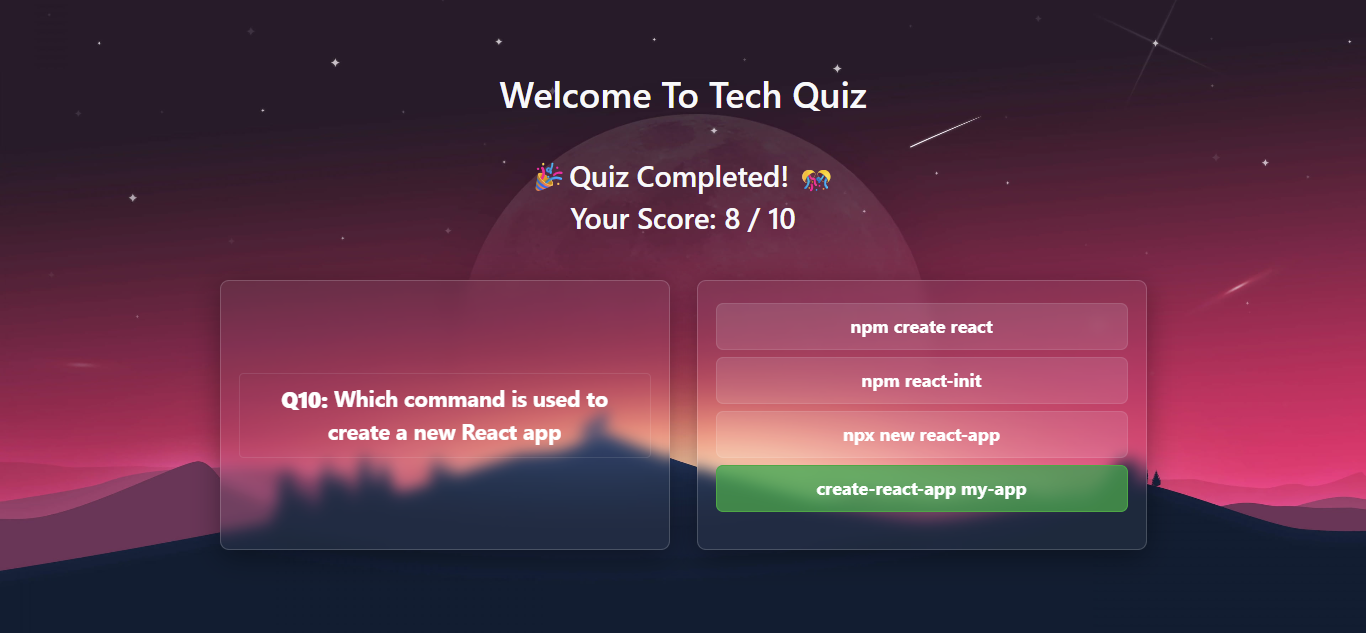 Welcome To Tech Quiz
🎉 Quiz Completed! 🎊
Your Score: 8 / 10
Q10: Which command is used to
create a new React app
npm create react
npm react-init
npx new react-app
create-react-app my-app